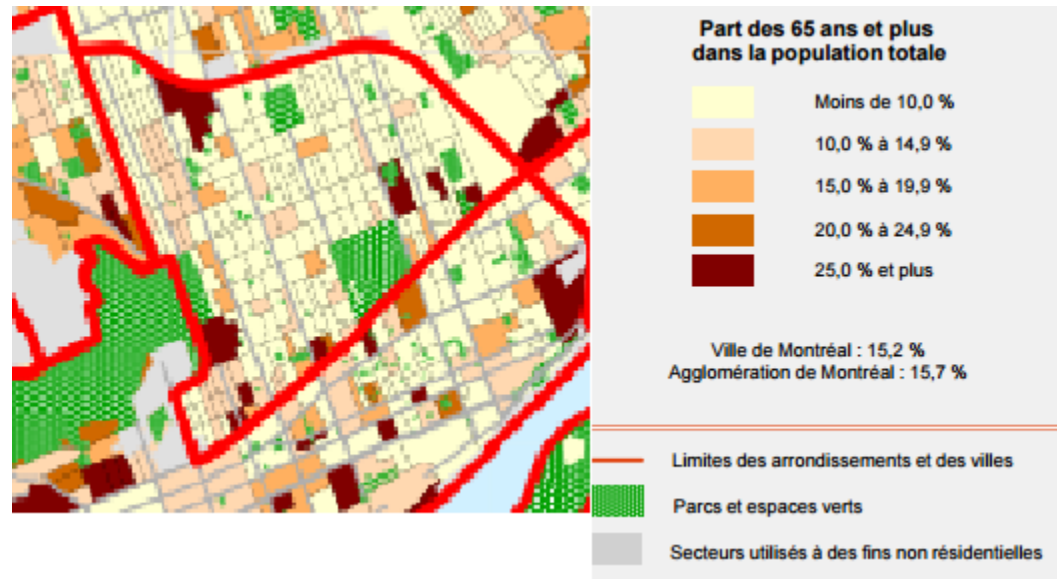 Part des 65 ans et plus
dans la population totale
Moins de 10,0 %
10,0 % à 14,9 %
15,0 % à 19,9 %
20,0 % à 24,9 %
25,0 % et plus
Ville de Montréal : 15,2 %
Agglomération de Montréal : 15,7 %
Limites des arrondissements et des villes
Parcs et espaces verts
Secteurs utilisés à des fins non résidentielles